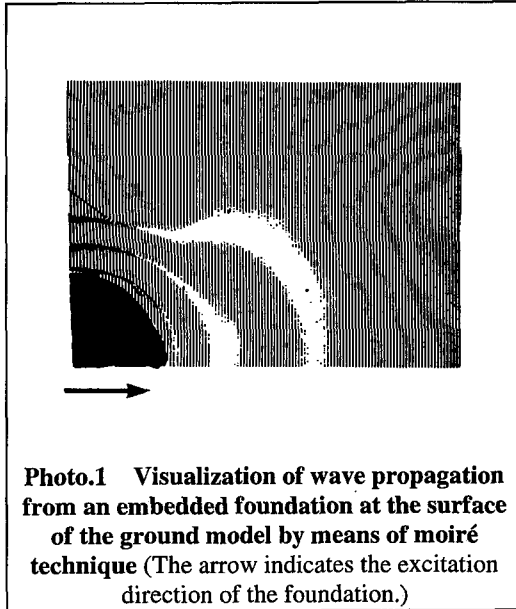 Photo.1 Visualization of wave propagation
from an embedded foundation at the surface
of the ground model by means of moiré
technique (The arrow indicates the excitation
direction of the foundation.)